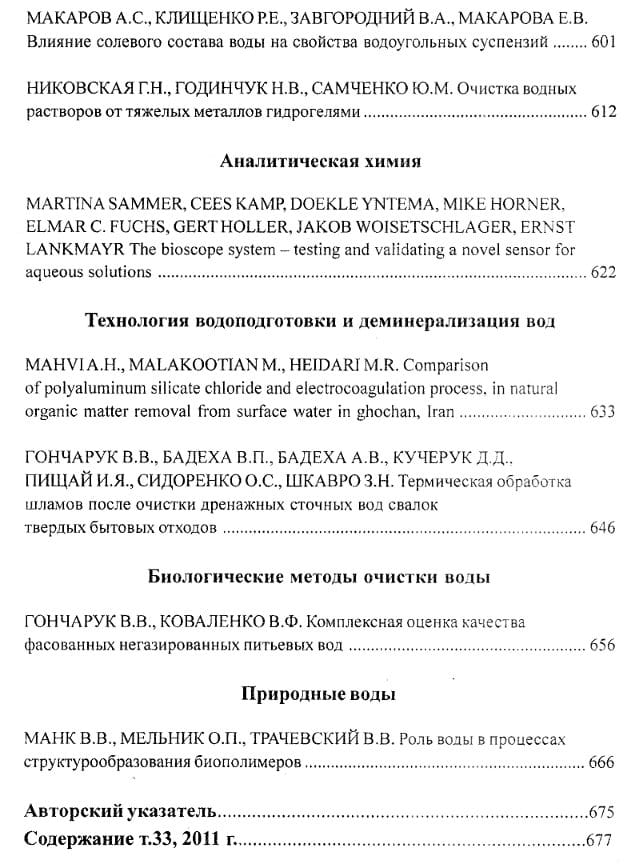 МАКАРОВ А.С., КЛИЩЕНКО Р.Е., ЗАВГОРОДНИЙ В.А., МАКАРОВА Е.В.
Влияние солевого состава воды на свойства водоугольных суспензий ........ 601
НИКОВСКАЯ Г.Н., ГОДИНЧУК Н.В., САМЧЕНКО Ю.М. Очистка водных
растворов от тяжелых металлов гидрогелями ........ 612
Аналитическая химия
MARTINA SAMMER, CEES KAMP, DOEKLE YNTEMA, MIKE HORNER,
ELMAR C. FUCHS, GERT HOLLER, JAKOB WOISETSCHLAGER, ERNST
LANKMAYR The bioscope system – testing and validating a novel sensor for
aqueous solutions ........ 622
Технология водоподготовки и деминерализация вод
MAHVI A.H., MALAKOOTIAN M., HEIDARI M.R. Comparison
of polyaluminum silicate chloride and electrocoagulation process, in natural
organic matter removal from surface water in ghochan, Iran ........ 633
ГОНЧАРУК В.В., БАДЕХА В.П., БАДЕХА А.В., КУЧЕРУК Д.Д.,
ПИЩАЙ И.Я., СИДОРЕНКО О.С., ШКАВРО З.Н. Термическая обработка
шламов после очистки дренажных сточных вод свалок
твердых бытовых отходов ........ 646
Биологические методы очистки воды
ГОНЧАРУК В.В., КОВАЛЕНКО В.Ф. Комплексная оценка качества
фасованных негазированных питьевых вод ........ 656
Природные воды
МАНК В.В., МЕЛЬНИК О.П., ТРАЧЕВСКИЙ В.В. Роль воды в процессах
структурообразования биополимеров ........ 666
Авторский указатель ........ 675
Содержание т.33, 2011 г. ........ 677